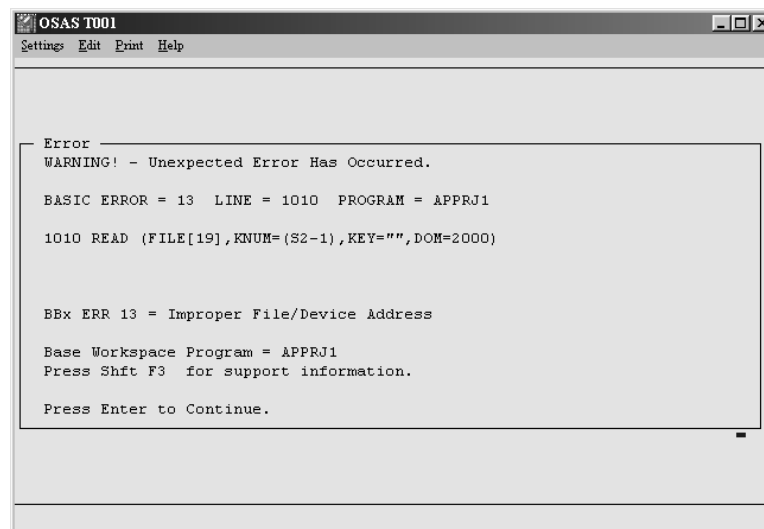 OSAS T001
Settings Edit Print Help
Error
WARNING! - Unexpected Error Has Occurred.
BASIC ERROR = 13 LINE = 1010 PROGRAM = APPRJ1
1010 READ (FILE[19],KNUM=(S2-1),KEY="",DOM=2000)
BBx ERR 13 = Improper File/Device Address
Base Workspace Program = APPRJ1
Press Shft F3 for support information.
Press Enter to Continue.